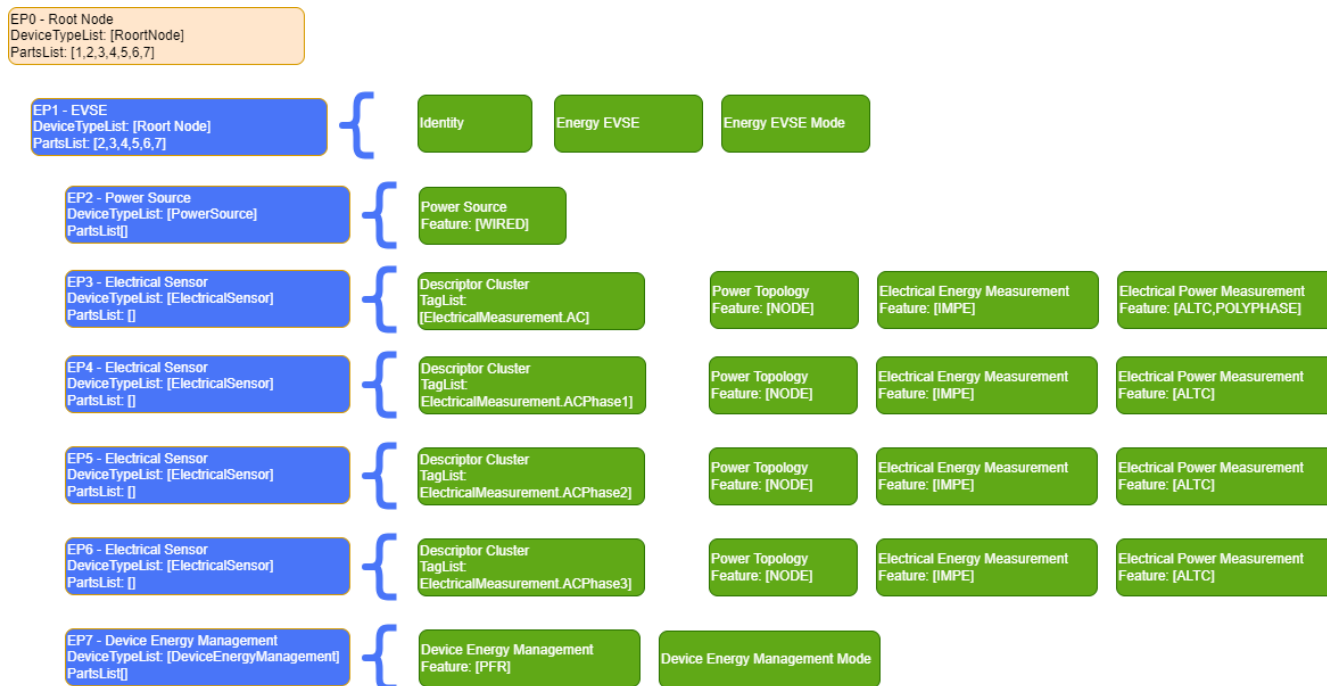 EP0 - Root Node
DeviceTypeList: [RoortNode]
PartsList: [1,2,3,4,5,6,7]
EP1 - EVSE
DeviceTypeList: [Roort Node]
PartsList: [2,3,4,5,6,7]
Identity
Energy EVSE
Energy EVSE Mode
EP2 - Power Source
DeviceTypeList: [PowerSource]
PartsList[]
Power Source
Feature: [WIRED]
EP3 - Electrical Sensor
DeviceTypeList: [ElectricalSensor]
PartsList: []
Descriptor Cluster
TagList:
[ElectricalMeasurement.AC]
Power Topology
Feature: [NODE]
Electrical Energy Measurement
Feature: [IMPE]
Electrical Power Measurement
Feature: [ALTC,POLYPHASE]
EP4 - Electrical Sensor
DeviceTypeList: [ElectricalSensor]
PartsList: []
Descriptor Cluster
TagList:
ElectricalMeasurement.ACPhase1]
Power Topology
Feature: [NODE]
Electrical Energy Measurement
Feature: [IMPE]
Electrical Power Measurement
Feature: [ALTC]
EP5 - Electrical Sensor
DeviceTypeList: [ElectricalSensor]
PartsList: []
Descriptor Cluster
TagList:
ElectricalMeasurement.ACPhase2]
Power Topology
Feature: [NODE]
Electrical Energy Measurement
Feature: [IMPE]
Electrical Power Measurement
Feature: [ALTC]
EP6 - Electrical Sensor
DeviceTypeList: [ElectricalSensor]
PartsList: []
Descriptor Cluster
TagList:
ElectricalMeasurement.ACPhase3]
Power Topology
Feature: [NODE]
Electrical Energy Measurement
Feature: [IMPE]
Electrical Power Measurement
Feature: [ALTC]
EP7 - Device Energy Management
DeviceTypeList: [DeviceEnergyManagement]
PartsList[]
Device Energy Management
Feature: [PFR]
Device Energy Management Mode